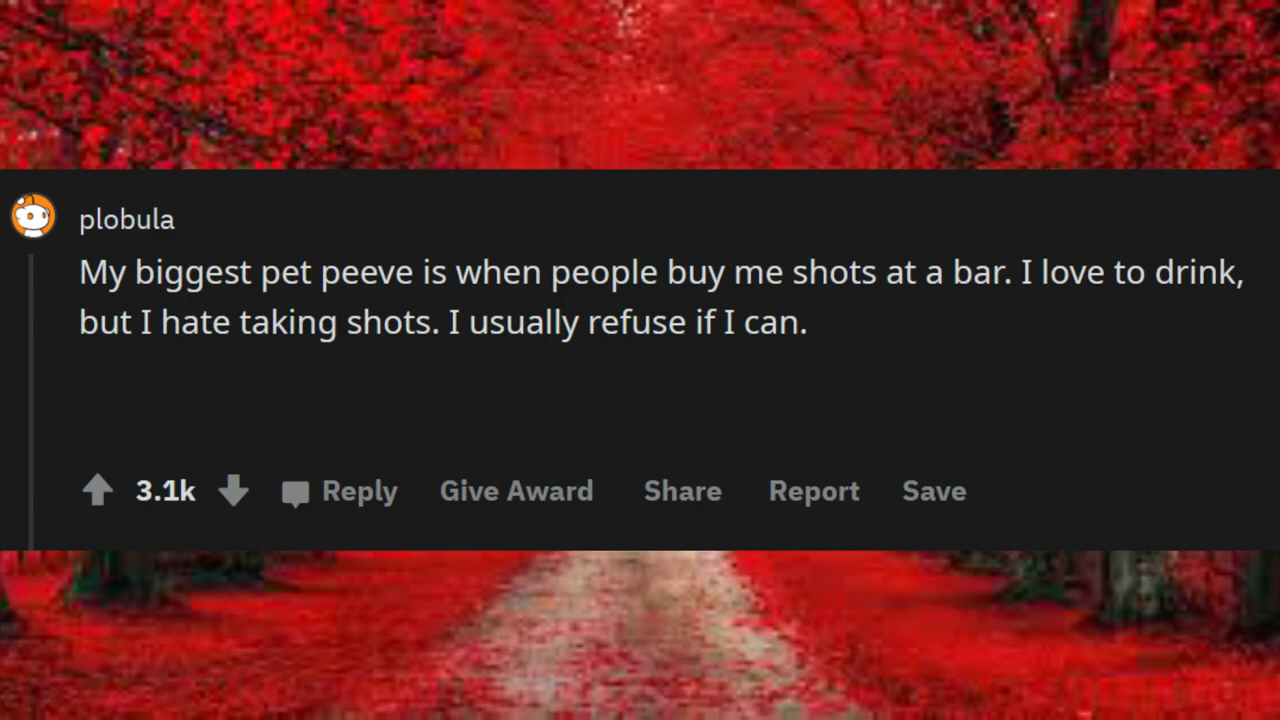 plobula
My biggest pet peeve is when people buy me shots at a bar. I love to drink,
but I hate taking shots. I usually refuse if I can.
3.1k Reply Give Award Share Report Save